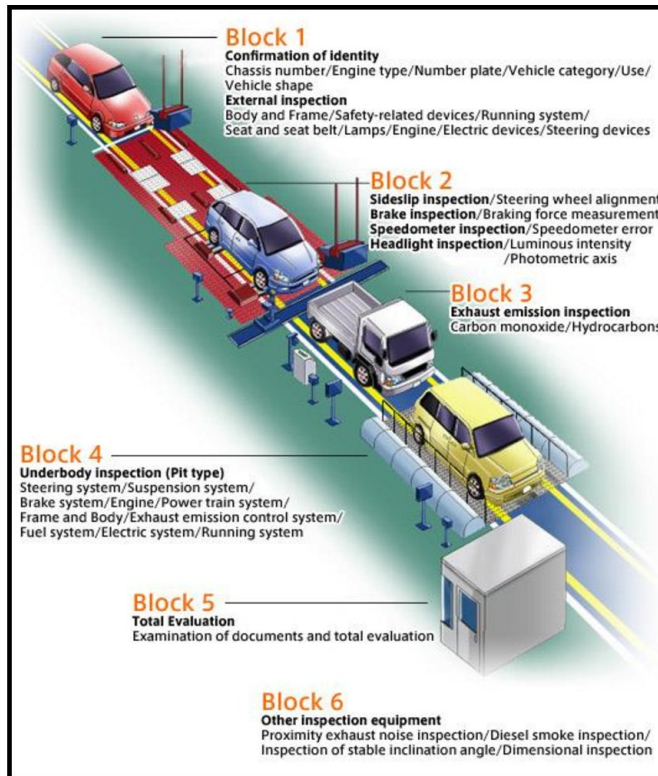 Block 1
Confirmation of identity
Chassis number/Engine type/Number plate/Vehicle category/Use/
Vehicle shape
External inspection
Body and Frame/Safety-related devices/Running system/
Seat and seat belt/Lamps/Engine/Electric devices/Steering devices
Block 2
Sideslip inspection/Steering wheel alignment
Brake inspection/Braking force measurement
Speedometer inspection/Speedometer error
Headlight inspection/Luminous intensity
/Photometric axis
Block 3
Exhaust emission inspection
Carbon monoxide/Hydrocarbons
Block 4
Underbody inspection (Pit type)
Steering system/Suspension system/
Brake system/Engine/Power train system/
Frame and Body/Exhaust emission control system/
Fuel system/Electric system/Running system
Block 5
Total Evaluation
Examination of documents and total evaluation
Block 6
Other inspection equipment
Proximity exhaust noise inspection/Diesel smoke inspection/
Inspection of stable inclination angle/Dimensional inspection